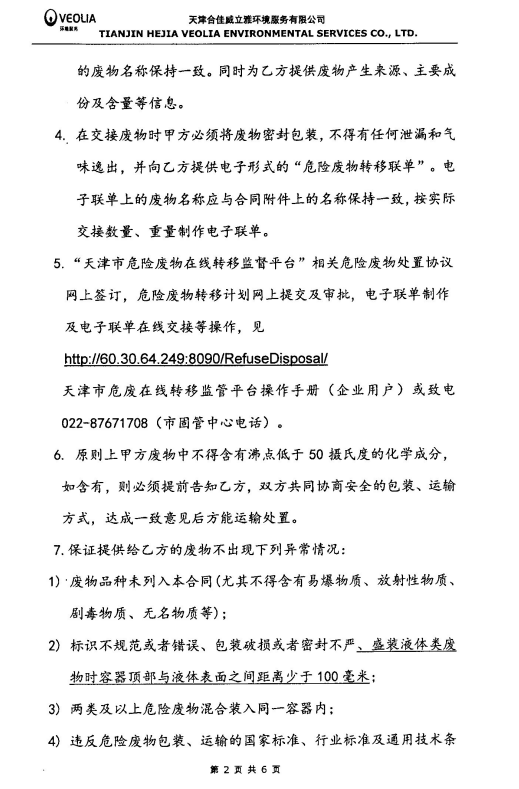 VEOLIA
环境服务
天津合佳威立雅环境服务有限公司
TIANJIN HEJIA VEOLIA ENVIRONMENTAL SERVICES CO., LTD.
的废物名称保持一致。同时为乙方提供废物产生来源、主要成
份及含量等信息。
4. 在交接废物时甲方必须将废物密封包装，不得有任何泄漏和气
味逸出，并向乙方提供电子形式的“危险废物转移联单”。电
子联单上的废物名称应与合同附件上的名称保持一致，按实际
交接数量、重量制作电子联单。
5. “天津市危险废物在线转移监督平台”相关危险废物处置协议
网上签订，危险废物转移计划网上提交及审批，电子联单制作
及电子联单在线交接等操作，见
http://60.30.64.249:8090/RefuseDisposal/
天津市危废在线转移监管平台操作手册（企业用户）或致电
022-87671708（市固管中心电话）。
6. 原则上甲方废物中不得含有沸点低于 50 摄氏度的化学成分，
如含有，则必须提前告知乙方，双方共同协商安全的包装、运输
方式，达成一致意见后方能运输处置。
7. 保证提供给乙方的废物不出现下列异常情况：
1) 废物品种未列入本合同(尤其不得含有易爆物质、放射性物质、
剧毒物质、无名物质等)；
2) 标识不规范或者错误、包装破损或者密封不严、盛装液体类废
物时容器顶部与液体表面之间距离少于 100 毫米；
3) 两类及以上危险废物混合装入同一容器内；
4) 违反危险废物包装、运输的国家标准、行业标准及通用技术条
第 2 页 共 6 页